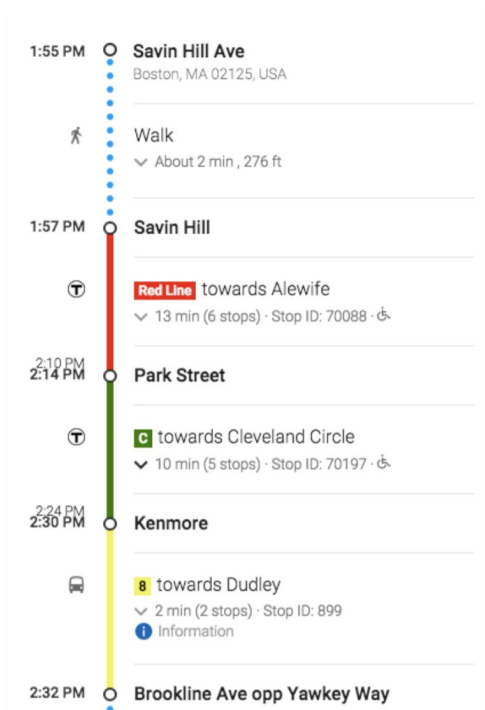 1:55 PM Savin Hill Ave
Boston, MA 02125, USA
Walk
About 2 min , 276 ft
1:57 PM Savin Hill
T Red Line towards Alewife
13 min (6 stops) · Stop ID: 70088 ·
2:10 PM
2:14 PM Park Street
T C towards Cleveland Circle
10 min (5 stops) · Stop ID: 70197 ·
2:24 PM
2:30 PM Kenmore
8 towards Dudley
2 min (2 stops) · Stop ID: 899
i Information
2:32 PM Brookline Ave opp Yawkey Way